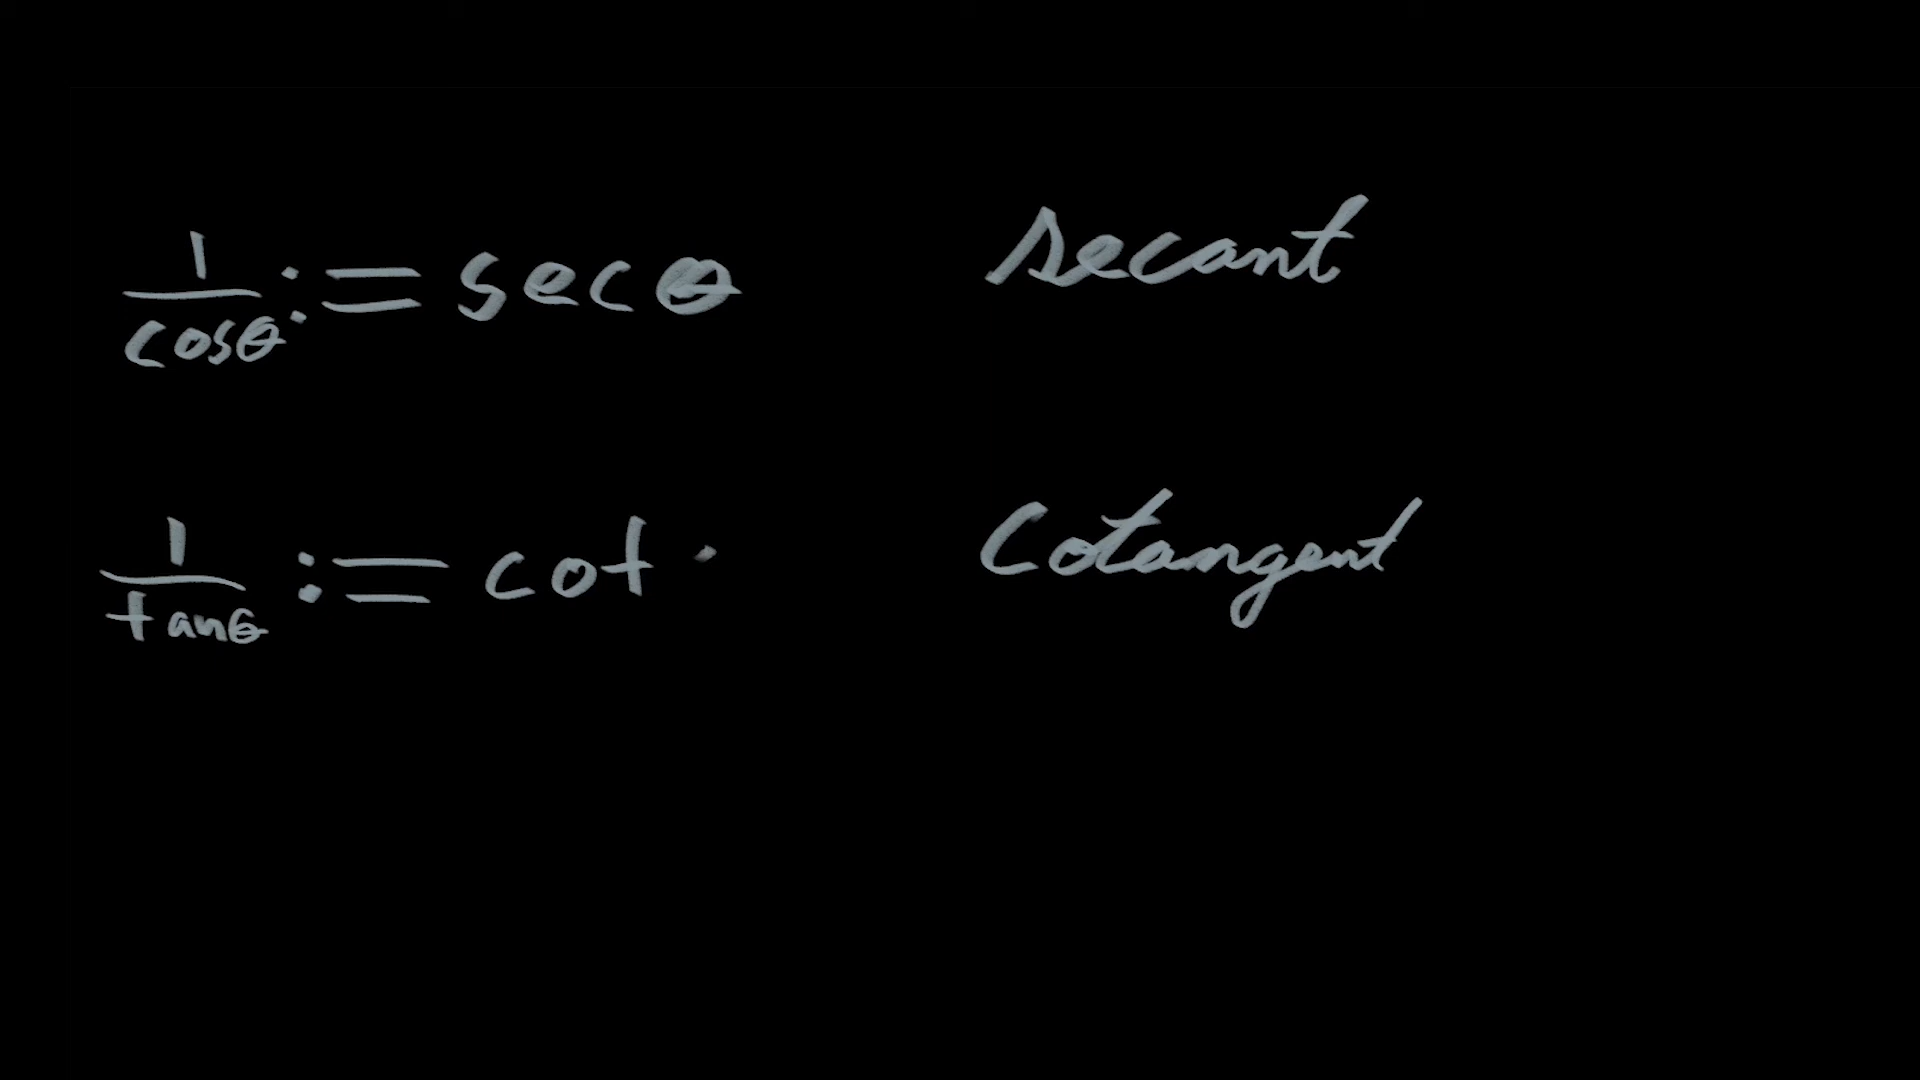 1/cosθ := secθ secant
1/tanθ := cot Cotangent